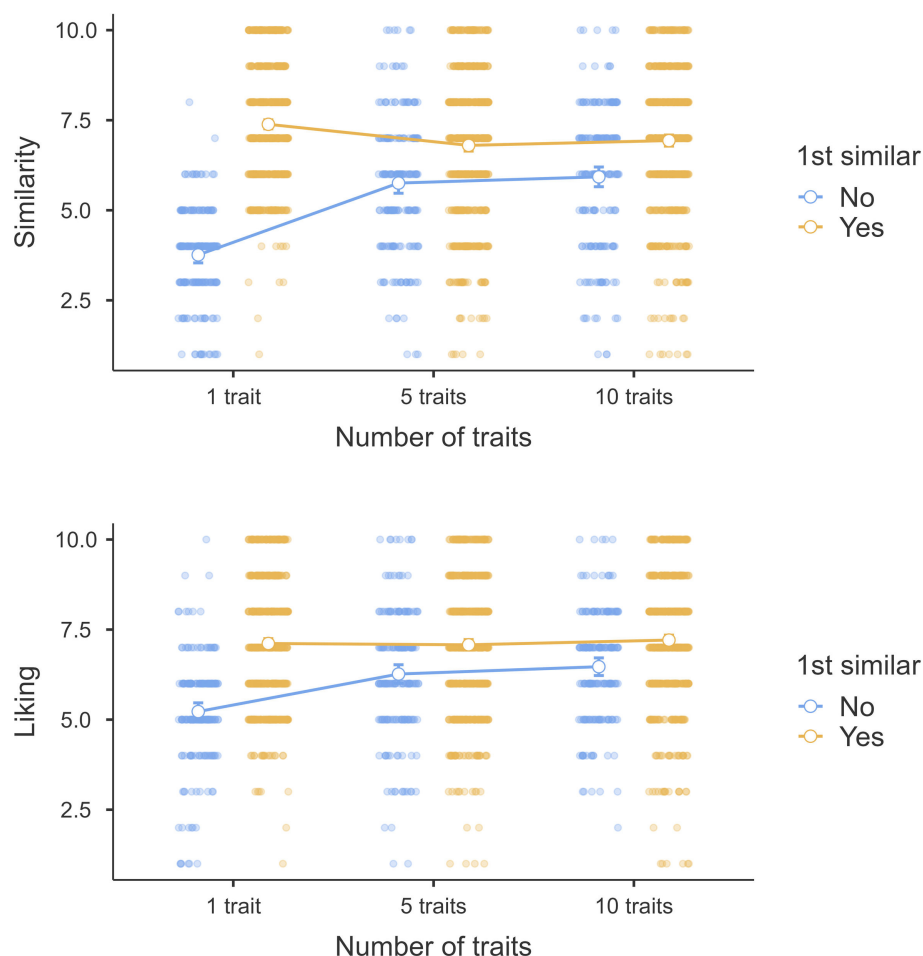 10.0
7.5
5.0
2.5
Similarity
1 trait
5 traits
10 traits
Number of traits
1st similar
No
Yes
10.0
7.5
5.0
2.5
Liking
1 trait
5 traits
10 traits
Number of traits
1st similar
No
Yes